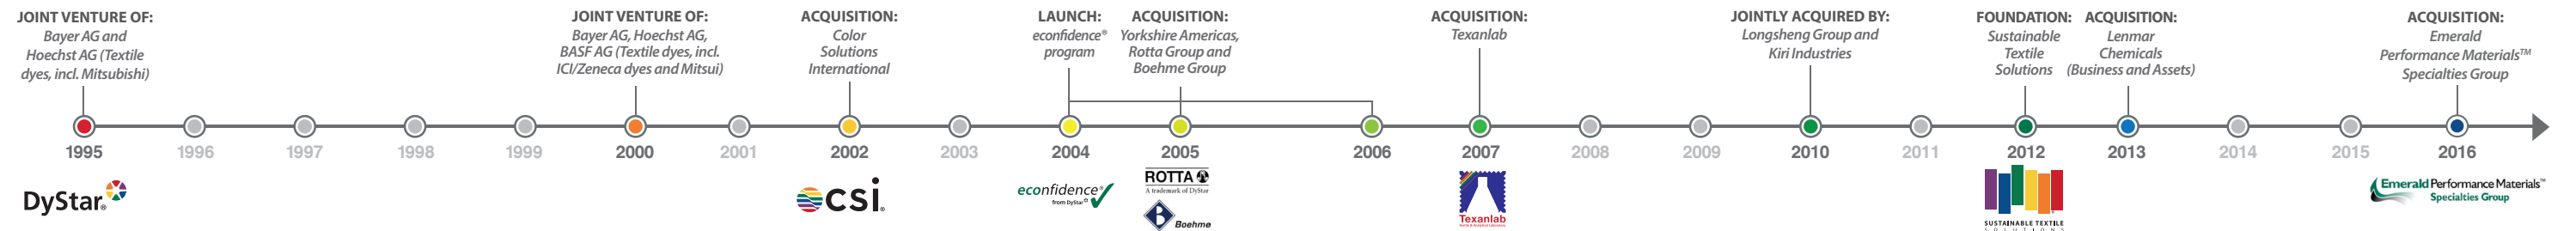 JOINT VENTURE OF:
Bayer AG and
Hoechst AG (Textile
dyes, incl. Mitsubishi)
JOINT VENTURE OF:
Bayer AG, Hoechst AG,
BASF AG (Textile dyes, incl.
ICI/Zeneca dyes and Mitsui)
ACQUISITION:
Color
Solutions
International
LAUNCH:
econfidence®
program
ACQUISITION:
Yorkshire Americas,
Rotta Group and
Boehme Group
ACQUISITION:
Texanlab
JOINTLY ACQUIRED BY:
Longsheng Group and
Kiri Industries
FOUNDATION:
Sustainable
Textile
Solutions
ACQUISITION:
Lenmar
Chemicals
(Business and Assets)
ACQUISITION:
Emerald
Performance Materials™
Specialties Group
1995 1996 1997 1998 1999 2000 2001 2002 2003 2004 2005 2006 2007 2008 2009 2010 2011 2012 2013 2014 2015 2016
DyStar®
csi®
econfidence®
from DyStar
ROTTA
A trademark of DyStar
B Boehme
Texanlab
SUSTAINABLE TEXTILE
SOLUTIONS
Emerald Performance Materials™
Specialties Group